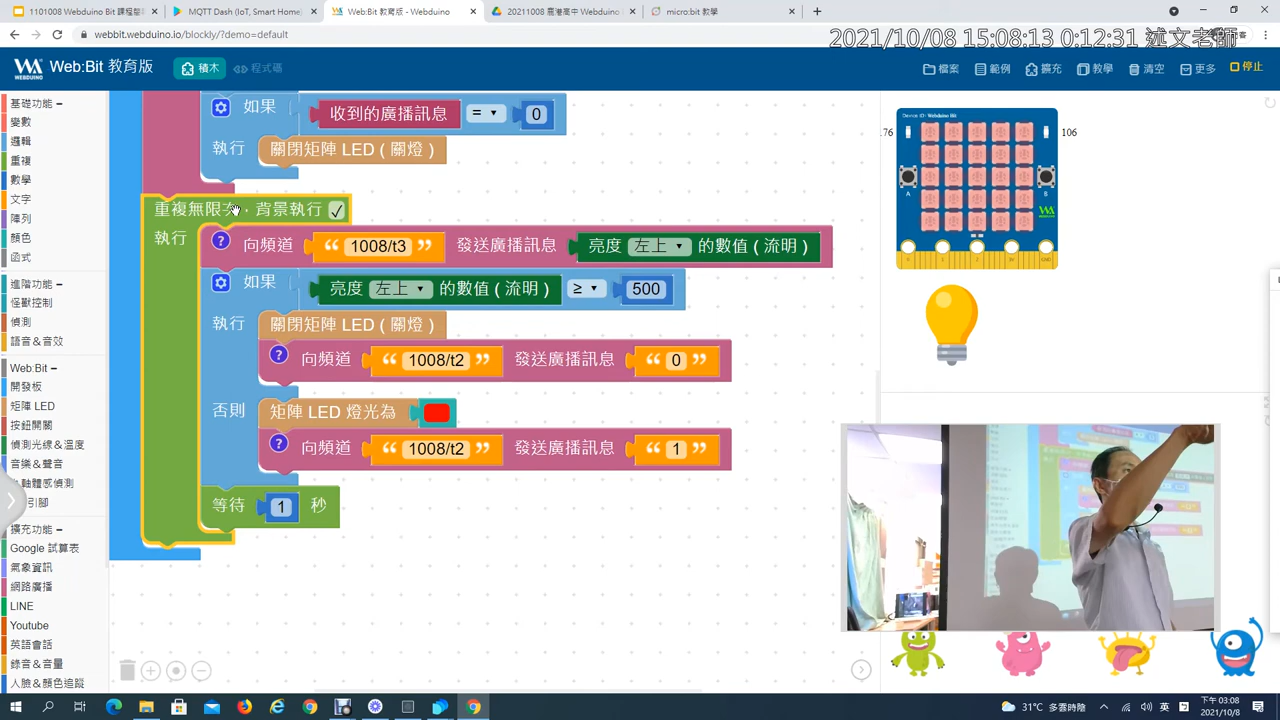 1101008 Webduino 課程
MQTT Dash (IoT, Smart Home)
Web:Bit 教育版 - Webduino
20211008 鹿港高中 Webduino
micro:bit 教學
webbit.webduino.io/blockly/?demo=default
2021/10/08 15:08:13 0:12:31 述文老師
WEBDUINO
Web:Bit 教育版
積木
程式碼
檔案
範例
擴充
教學
清空
更多
停止
基礎功能
變數
邏輯
重複
數學
文字
陣列
顏色
函式
進階功能
怪獸控制
偵測
語音&音效
Web:Bit
開發板
矩陣 LED
按鈕開關
偵測光線&溫度
音樂&聲音
軸體感偵測
引腳
擴充功能
Google 試算表
氣象資訊
網路廣播
LINE
Youtube
英語會話
錄音&音量
人臉&顏色追蹤
如果 收到的廣播訊息 = 0
執行 關閉矩陣 LED ( 關燈 )
重複無限次，背景執行 ✓
執行 ? 向頻道 “ 1008/t3 ” 發送廣播訊息 亮度 左上 的數值 ( 流明 )
如果 亮度 左上 的數值 ( 流明 ) ≥ 500
執行 關閉矩陣 LED ( 關燈 )
? 向頻道 “ 1008/t2 ” 發送廣播訊息 “ 0 ”
否則 矩陣 LED 燈光為
? 向頻道 “ 1008/t2 ” 發送廣播訊息 “ 1 ”
等待 1 秒
Device ID: Webduino Bit
176
106
A
B
31°C 多雲時陰
英
下午 03:08
2021/10/8